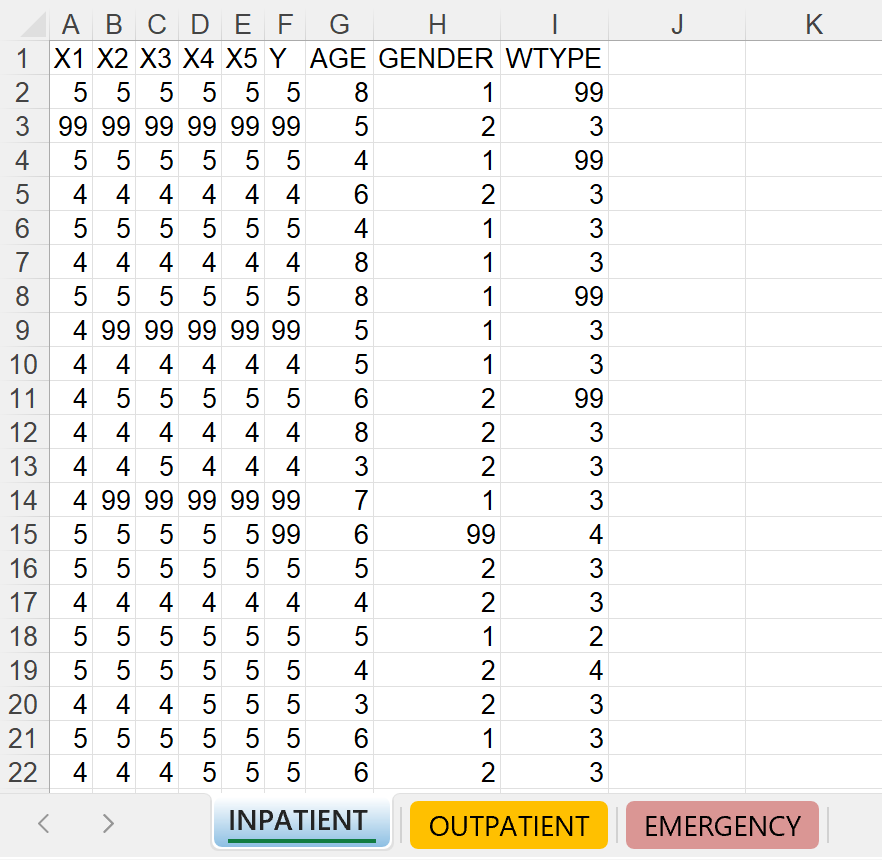 A B C D E F G H I J K
1 X1 X2 X3 X4 X5 Y AGE GENDER WTYPE
2 5 5 5 5 5 5 8 1 99
3 99 99 99 99 99 99 5 2 3
4 5 5 5 5 5 5 4 1 99
5 4 4 4 4 4 4 6 2 3
6 5 5 5 5 5 5 4 1 3
7 4 4 4 4 4 4 8 1 3
8 5 5 5 5 5 5 8 1 99
9 4 99 99 99 99 99 5 1 3
10 4 4 4 4 4 4 5 1 3
11 4 5 5 5 5 5 6 2 99
12 4 4 4 4 4 4 8 2 3
13 4 4 5 4 4 4 3 2 3
14 4 99 99 99 99 99 7 1 3
15 5 5 5 5 5 99 6 99 4
16 5 5 5 5 5 5 5 2 3
17 4 4 4 4 4 4 4 2 3
18 5 5 5 5 5 5 5 1 2
19 5 5 5 5 5 5 4 2 4
20 4 4 4 5 5 5 3 2 3
21 5 5 5 5 5 5 6 1 3
22 4 4 4 5 5 5 6 2 3
INPATIENT OUTPATIENT EMERGENCY